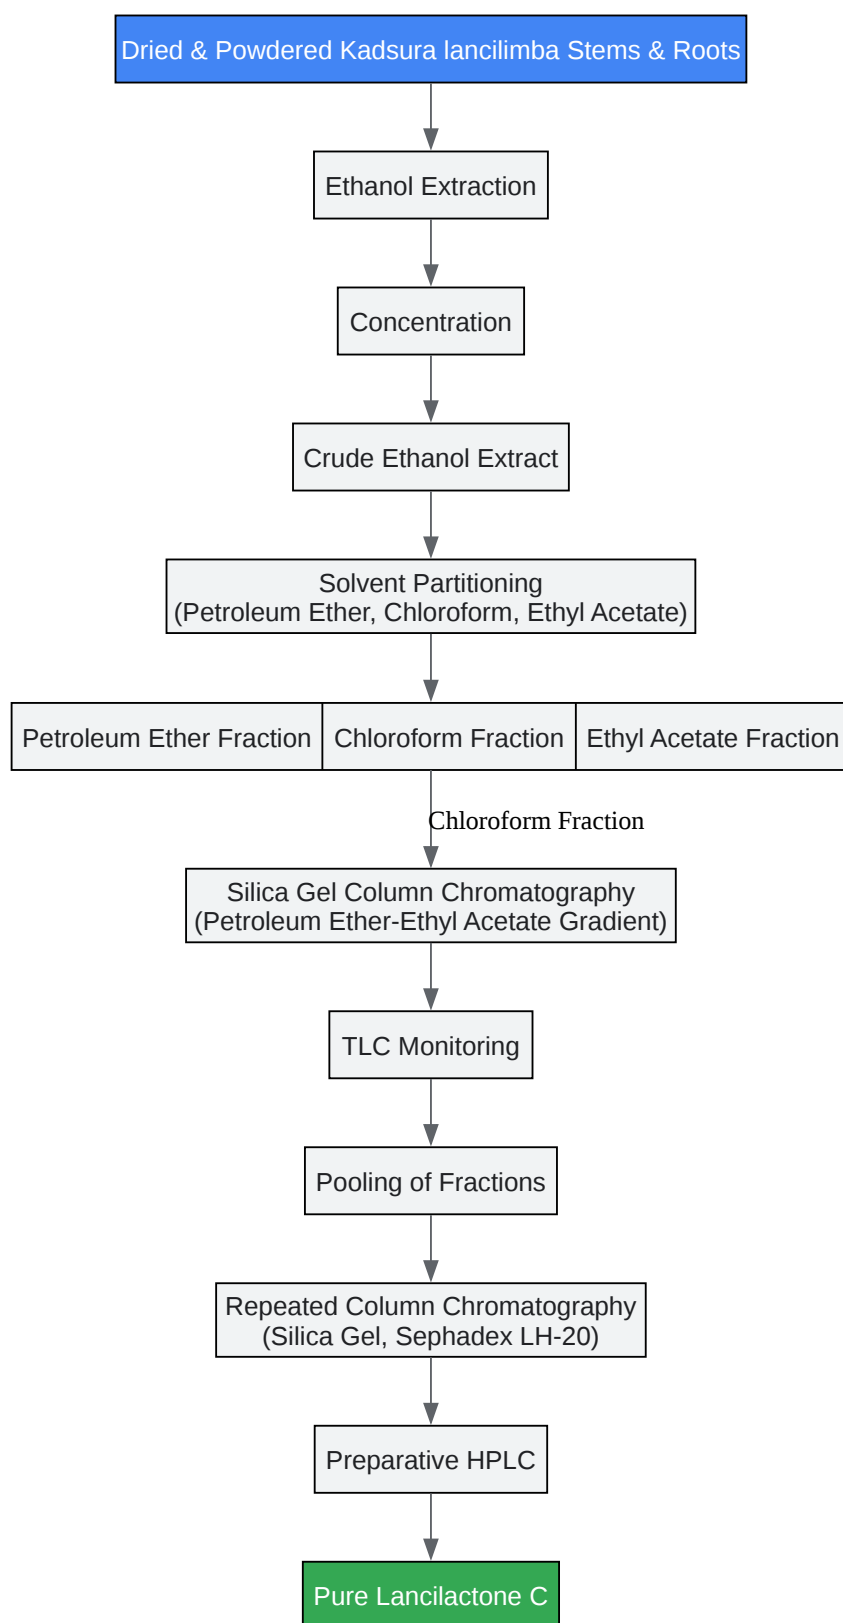 Dried & Powdered Kadsura lancilimba Stems & Roots
Ethanol Extraction
Concentration
Crude Ethanol Extract
Solvent Partitioning
(Petroleum Ether, Chloroform, Ethyl Acetate)
Petroleum Ether Fraction
Chloroform Fraction
Ethyl Acetate Fraction
Chloroform Fraction
Silica Gel Column Chromatography
(Petroleum Ether-Ethyl Acetate Gradient)
TLC Monitoring
Pooling of Fractions
Repeated Column Chromatography
(Silica Gel, Sephadex LH-20)
Preparative HPLC
Pure Lancilactone C